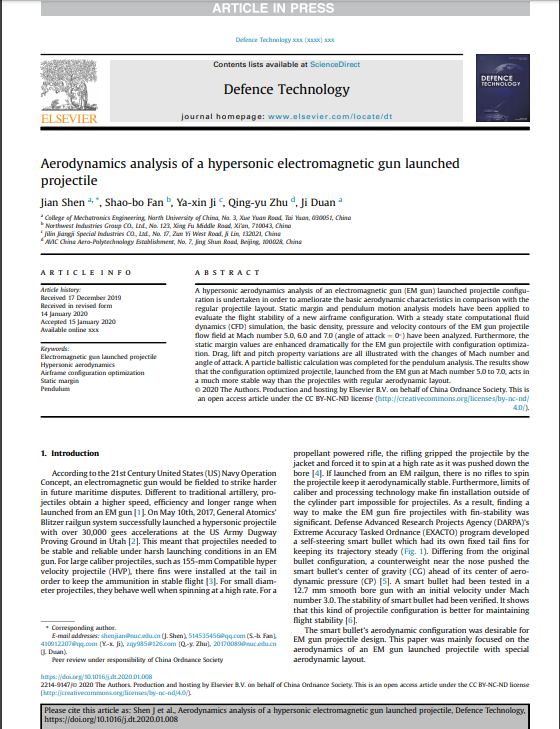 ARTICLE IN PRESS
Defence Technology xxx (xxxx) xxx
Contents lists available at ScienceDirect
Defence Technology
journal homepage: www.elsevier.com/locate/dt
ELSEVIER
DEFENCE
TECHNOLOGY
Aerodynamics analysis of a hypersonic electromagnetic gun launched
projectile
Jian Shen a, *, Shao-bo Fan b, Ya-xin Ji c, Qing-yu Zhu d, Ji Duan a
a College of Mechatronics Engineering, North University of China, No. 3, Xue Yuan Road, Tai Yuan, 030051, China
b Northwest Industries Group CO., Ltd., No. 123, Xing Fu Middle Road, Xi'an, 710043, China
c Jilin Jiangji Special Industries CO., Ltd., No. 17, Zun Yi West Road, Ji Lin, 132021, China
d AVIC China Aero-Polytechnology Establishment, No. 7, Jing Shun Road, Beijing, 100028, China
ARTICLE INFO
Article history:
Received 17 December 2019
Received in revised form
14 January 2020
Accepted 15 January 2020
Available online xxx
Keywords:
Electromagnetic gun launched projectile
Hypersonic aerodynamics
Airframe configuration optimization
Static margin
Pendulum
ABSTRACT
A hypersonic aerodynamics analysis of an electromagnetic gun (EM gun) launched projectile configu-
ration is undertaken in order to ameliorate the basic aerodynamic characteristics in comparison with the
regular projectile layout. Static margin and pendulum motion analysis models have been applied to
evaluate the flight stability of a new airframe configuration. With a steady state computational fluid
dynamics (CFD) simulation, the basic density, pressure and velocity contours of the EM gun projectile
flow field at Mach number 5.0, 6.0 and 7.0 (angle of attack = 0°) have been analyzed. Furthermore, the
static margin values are enhanced dramatically for the EM gun projectile with configuration optimiza-
tion. Drag, lift and pitch property variations are all illustrated with the changes of Mach number and
angle of attack. A particle ballistic calculation was completed for the pendulum analysis. The results show
that the configuration optimized projectile, launched from the EM gun at Mach number 5.0 to 7.0, acts in
a much more stable way than the projectiles with regular aerodynamic layout.
© 2020 The Authors. Production and hosting by Elsevier B.V. on behalf of China Ordnance Society. This is
an open access article under the CC BY-NC-ND license (http://creativecommons.org/licenses/by-nc-nd/
4.0/).
1. Introduction
According to the 21st Century United States (US) Navy Operation
Concept, an electromagnetic gun would be fielded to strike harder
in future maritime disputes. Different to traditional artillery, pro-
jectiles obtain a higher speed, efficiency and longer range when
launched from an EM gun [1]. On May 10th, 2017, General Atomics'
Blitzer railgun system successfully launched a hypersonic projectile
with over 30,000 gees accelerations at the US Army Dugway
Proving Ground in Utah [2]. This meant that projectiles needed to
be stable and reliable under harsh launching conditions in an EM
gun. For large caliber projectiles, such as 155-mm Compatible hyper
velocity projectile (HVP), there fins were installed at the tail in
order to keep the ammunition in stable flight [3]. For small diam-
eter projectiles, they behave well when spinning at a high rate. For a
propellant powered rifle, the rifling gripped the projectile by the
jacket and forced it to spin at a high rate as it was pushed down the
bore [4]. If launched from an EM railgun, there is no rifles to spin
the projectile keep it aerodynamically stable. Furthermore, limits of
caliber and processing technology make fin installation outside of
the cylinder part impossible for projectiles. As a result, finding a
way to make the EM gun fire projectiles with fin-stability was
significant. Defense Advanced Research Projects Agency (DARPA)'s
Extreme Accuracy Tasked Ordnance (EXACTO) program developed
a self-steering smart bullet which had its own fixed tail fins for
keeping its trajectory steady (Fig. 1). Differing from the original
bullet configuration, a counterweight near the nose pushed the
smart bullet's center of gravity (CG) ahead of its center of aero-
dynamic pressure (CP) [5]. A smart bullet had been tested in a
12.7 mm smooth bore gun with an initial velocity under Mach
number 3.0. The stability of smart bullet had been verified. It shows
that this kind of projectile configuration is better for maintaining
flight stability [6].
The smart bullet's aerodynamic configuration was desirable for
EM gun projectile design. This paper was mainly focused on the
aerodynamics of an EM gun launched projectile with special
aerodynamic layout.
* Corresponding author.
E-mail addresses: shenjian@nuc.edu.cn (J. Shen), 514535456@qq.com (S.-b. Fan),
410912207@qq.com (Y.-x. Ji), zqy985@126.com (Q.-y. Zhu), 20170089@nuc.edu.cn
(J. Duan).
Peer review under responsibility of China Ordnance Society
https://doi.org/10.1016/j.dt.2020.01.008
2214-9147/© 2020 The Authors. Production and hosting by Elsevier B.V. on behalf of China Ordnance Society. This is an open access article under the CC BY-NC-ND license
(http://creativecommons.org/licenses/by-nc-nd/4.0/).
Please cite this article as: Shen J et al., Aerodynamics analysis of a hypersonic electromagnetic gun launched projectile, Defence Technology,
https://doi.org/10.1016/j.dt.2020.01.008